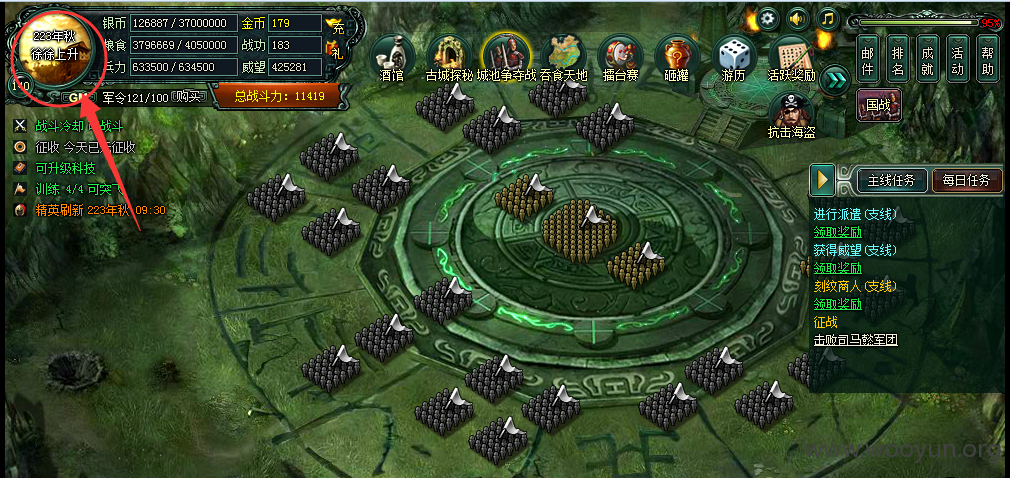 223年秋
徐徐上升
140
银币 126887/37000000 金币 179 充
粮食 3796669/4050000 战功 183 礼
兵力 633500/634500 威望 425281
军令121/100 购买
总战斗力：11419
战斗冷却 战斗
征收 今天已 征收
可升级科技
训练 4/4 可突飞
精英刷新 223年秋 09:30
酒馆 古城探秘 城池争夺战 吞食天地 擂台赛 砸罐 游历 活跃奖励
抗击海盗
95%
邮件 排名 成就 活动 帮助
国战
主线任务 每日任务
进行派遣(支线)
领取奖励
获得威望(支线)
领取奖励
刻纹商人(支线)
领取奖励
征战
击败司马懿军团
www.wooyun.org